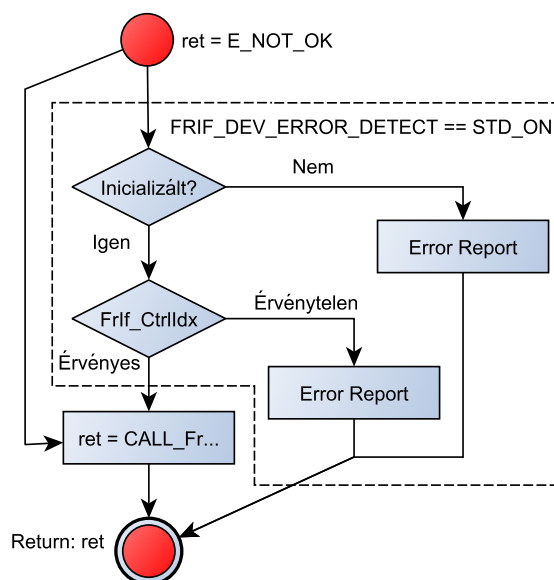 ret = E_NOT_OK
FRIF_DEV_ERROR_DETECT == STD_ON
Nem
Inicializált?
Igen
Error Report
Érvénytelen
FrIf_CtrlIdx
Érvényes
Error Report
ret = CALL_Fr...
Return: ret